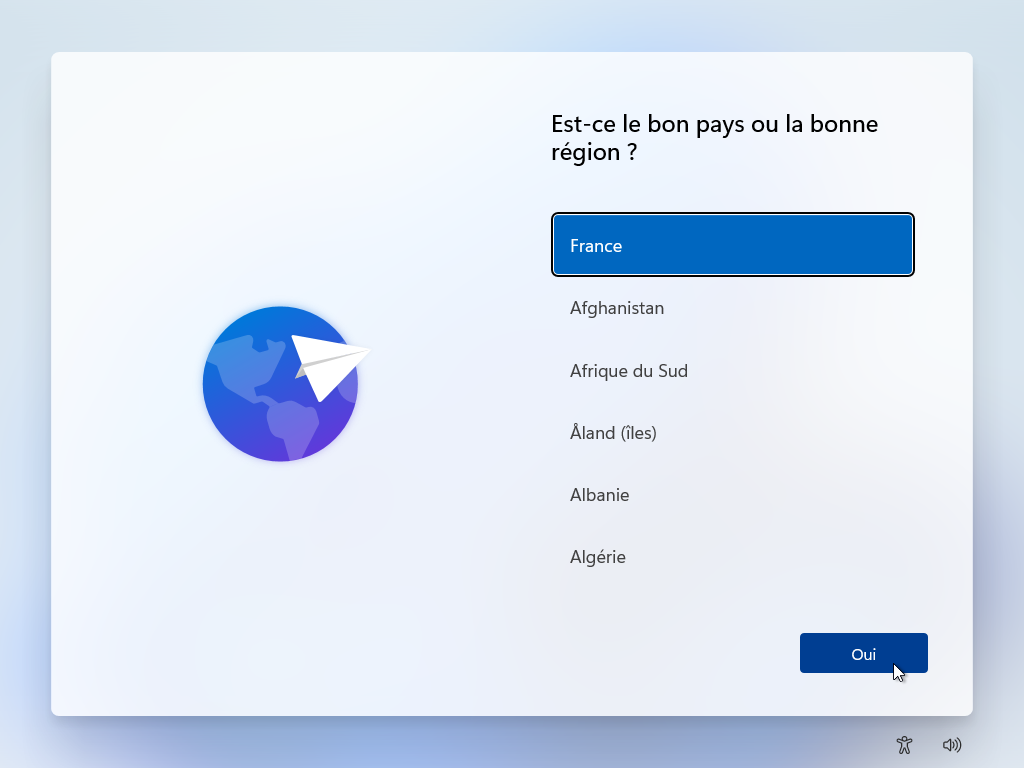 Est-ce le bon pays ou la bonne
région ?
France
Afghanistan
Afrique du Sud
Åland (îles)
Albanie
Algérie
Oui